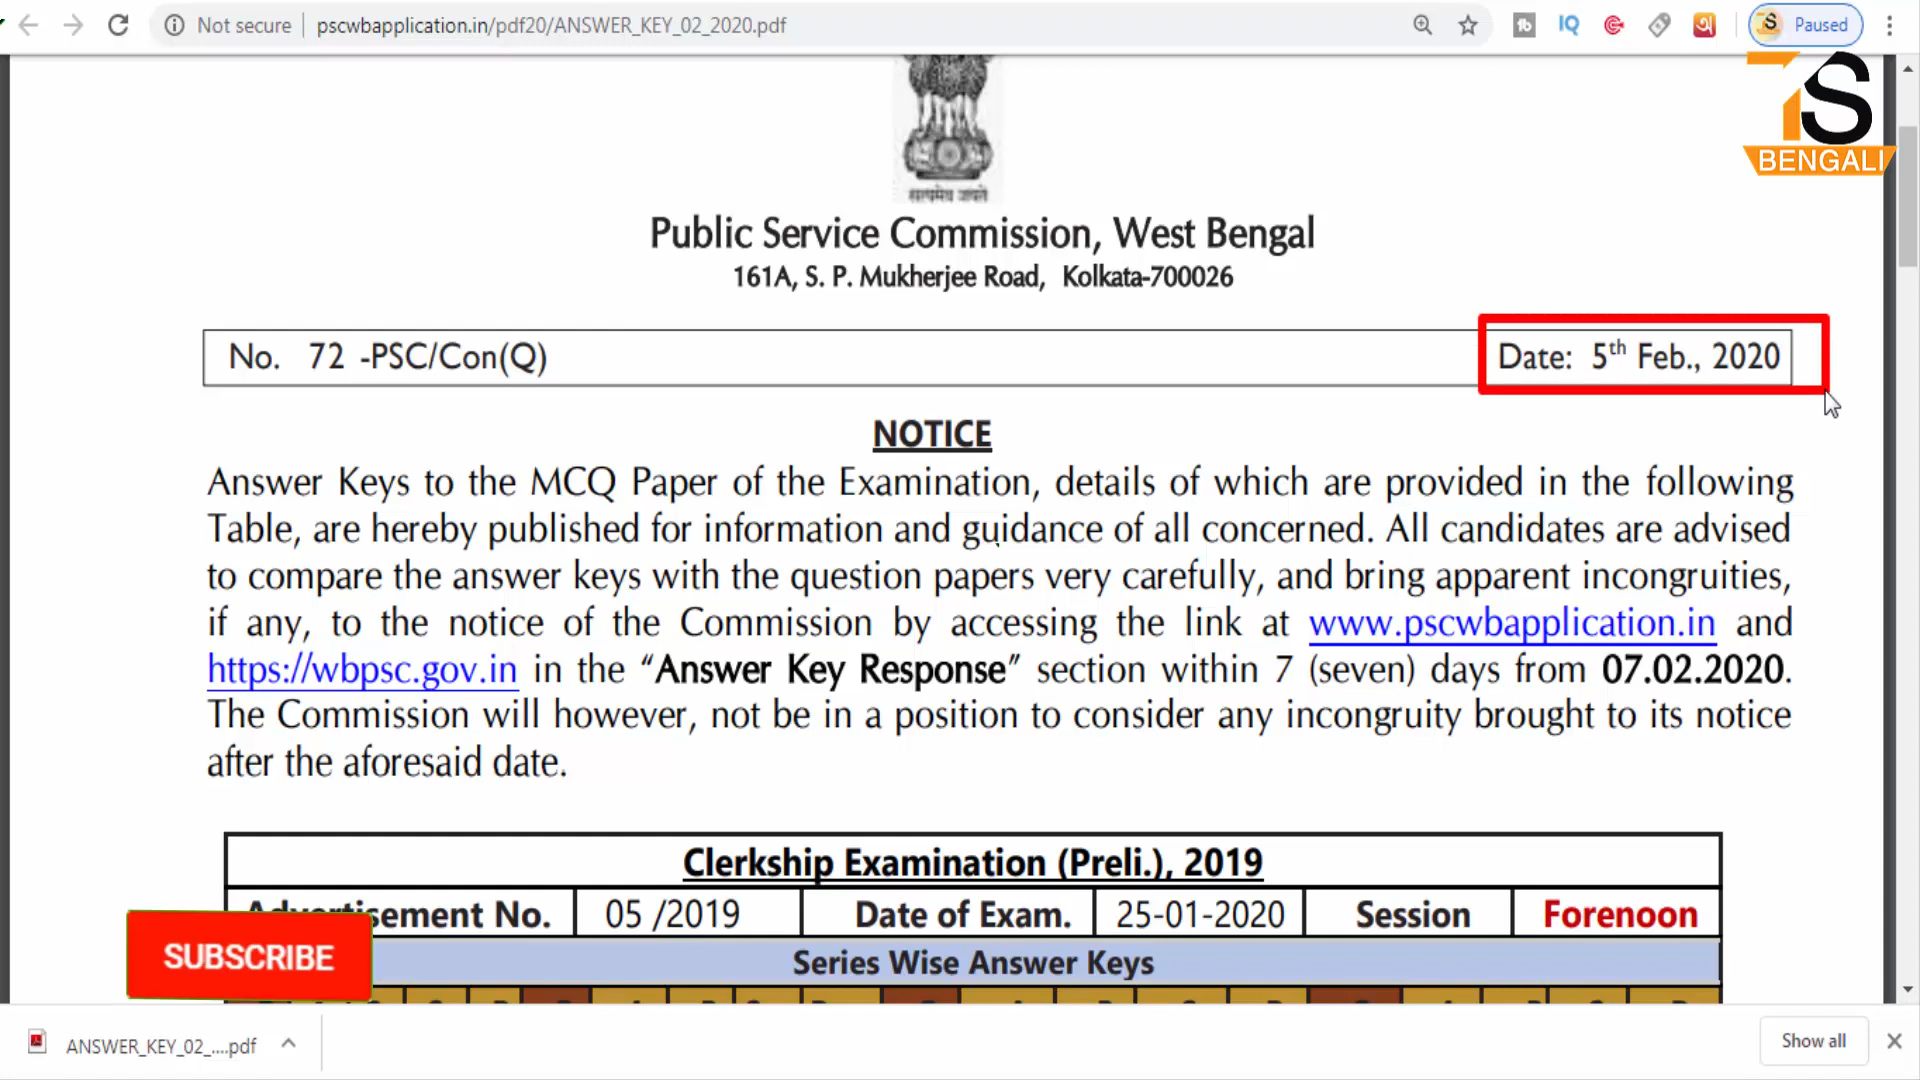 Not secure | pscwbapplication.in/pdf20/ANSWER_KEY_02_2020.pdf
Paused
S
BENGALI
सत्यमेव जयते
Public Service Commission, West Bengal
161A, S. P. Mukherjee Road, Kolkata-700026
No. 72 -PSC/Con(Q) Date: 5th Feb., 2020
NOTICE
Answer Keys to the MCQ Paper of the Examination, details of which are provided in the following
Table, are hereby published for information and guidance of all concerned. All candidates are advised
to compare the answer keys with the question papers very carefully, and bring apparent incongruities,
if any, to the notice of the Commission by accessing the link at www.pscwbapplication.in and
https://wbpsc.gov.in in the “Answer Key Response” section within 7 (seven) days from 07.02.2020.
The Commission will however, not be in a position to consider any incongruity brought to its notice
after the aforesaid date.
Clerkship Examination (Preli.), 2019
Advertisement No. 05 /2019 Date of Exam. 25-01-2020 Session Forenoon
SUBSCRIBE
Series Wise Answer Keys
ANSWER_KEY_02_....pdf
Show all